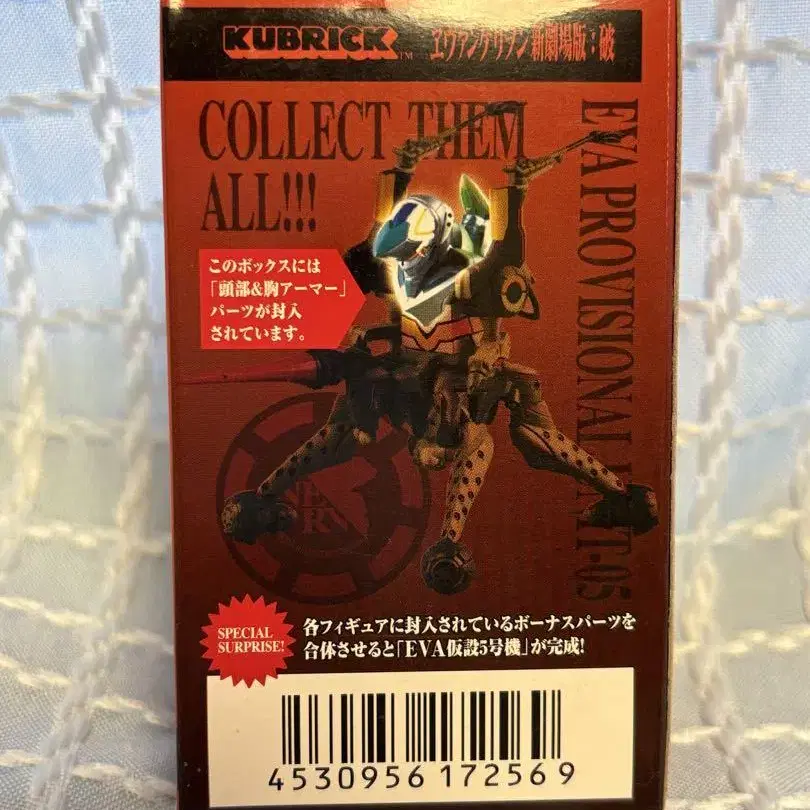 KUBRICK™ ヱヴァンゲリヲン新劇場版:破
COLLECT THEM
ALL!!!
EVA PROVISIONAL UNIT-05
このボックスには
「頭部&胸アーマー」
パーツが封入
されています。
NERV
SPECIAL
SURPRISE!
各フィギュアに封入されているボーナスパーツを
合体させると「EVA仮設5号機」が完成!
4530956 172569